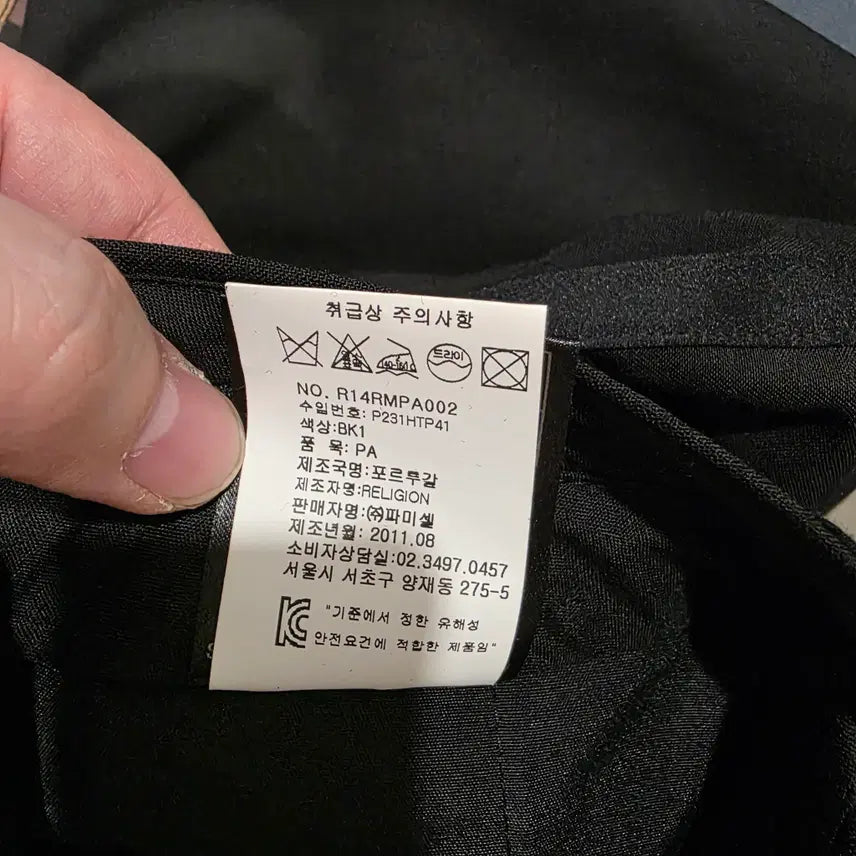 취급상 주의사항
140-160℃ 드라이
NO. R14RMPA002
수입번호: P231HTP41
색상:BK1
품 목: PA
제조국명:포르투갈
제조자명:RELIGION
판매자명:㈜파미셀
제조년월: 2011.08
소비자상담실:02.3497.0457
서울시 서초구 양재동 275-5
"기준에서 정한 유해성
안전요건에 적합한 제품임"